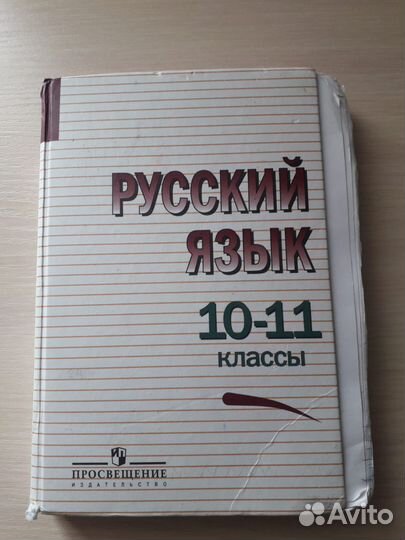 РУССКИЙ
ЯЗЫК
10-11
классы
ПРОСВЕЩЕНИЕ
ИЗДАТЕЛЬСТВО
Avito